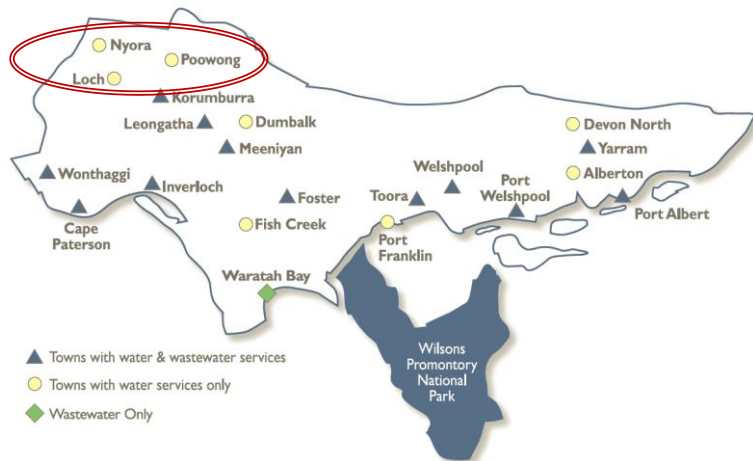 Nyora
Poowong
Loch
Korumburra
Leongatha
Dumbalk
Devon North
Meeniyan
Yarram
Welshpool
Wonthaggi
Inverloch
Foster
Toora
Port
Welshpool
Alberton
Cape
Paterson
Fish Creek
Port
Franklin
Port Albert
Waratah Bay
Wilsons
Promontory
National
Park
Towns with water & wastewater services
Towns with water services only
Wastewater Only